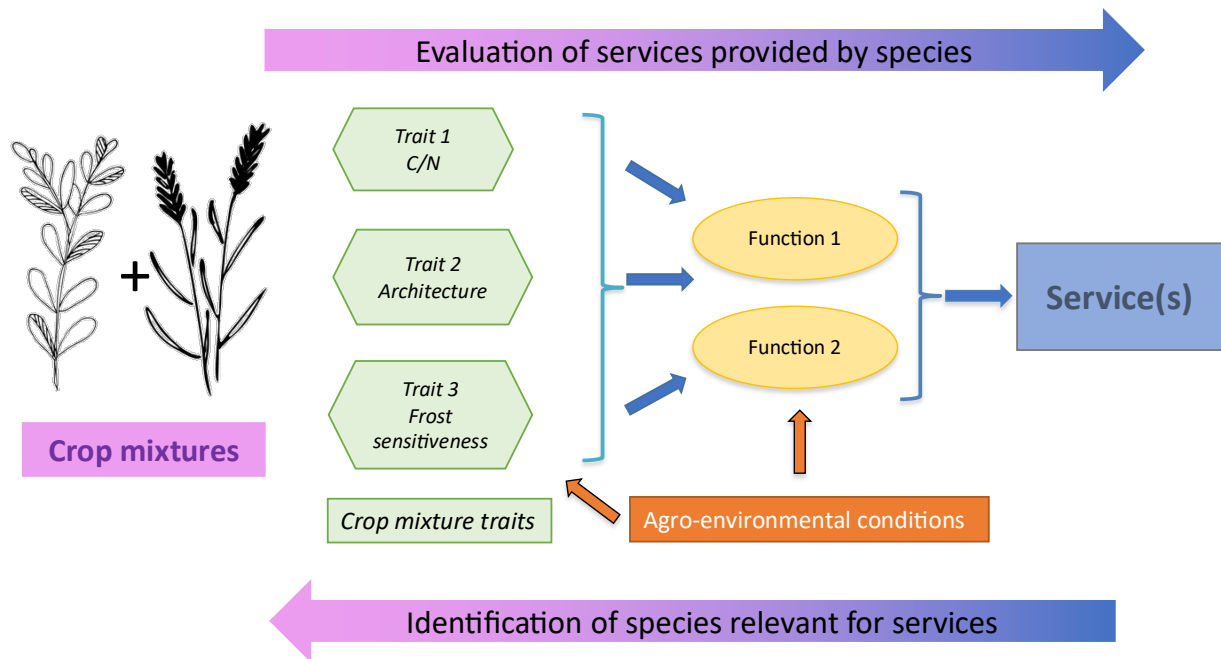 Evaluation of services provided by species
Trait 1
C/N
Trait 2
Architecture
Trait 3
Frost
sensitiveness
+
Function 1
Function 2
Service(s)
Crop mixtures
Crop mixture traits
Agro-environmental conditions
Identification of species relevant for services